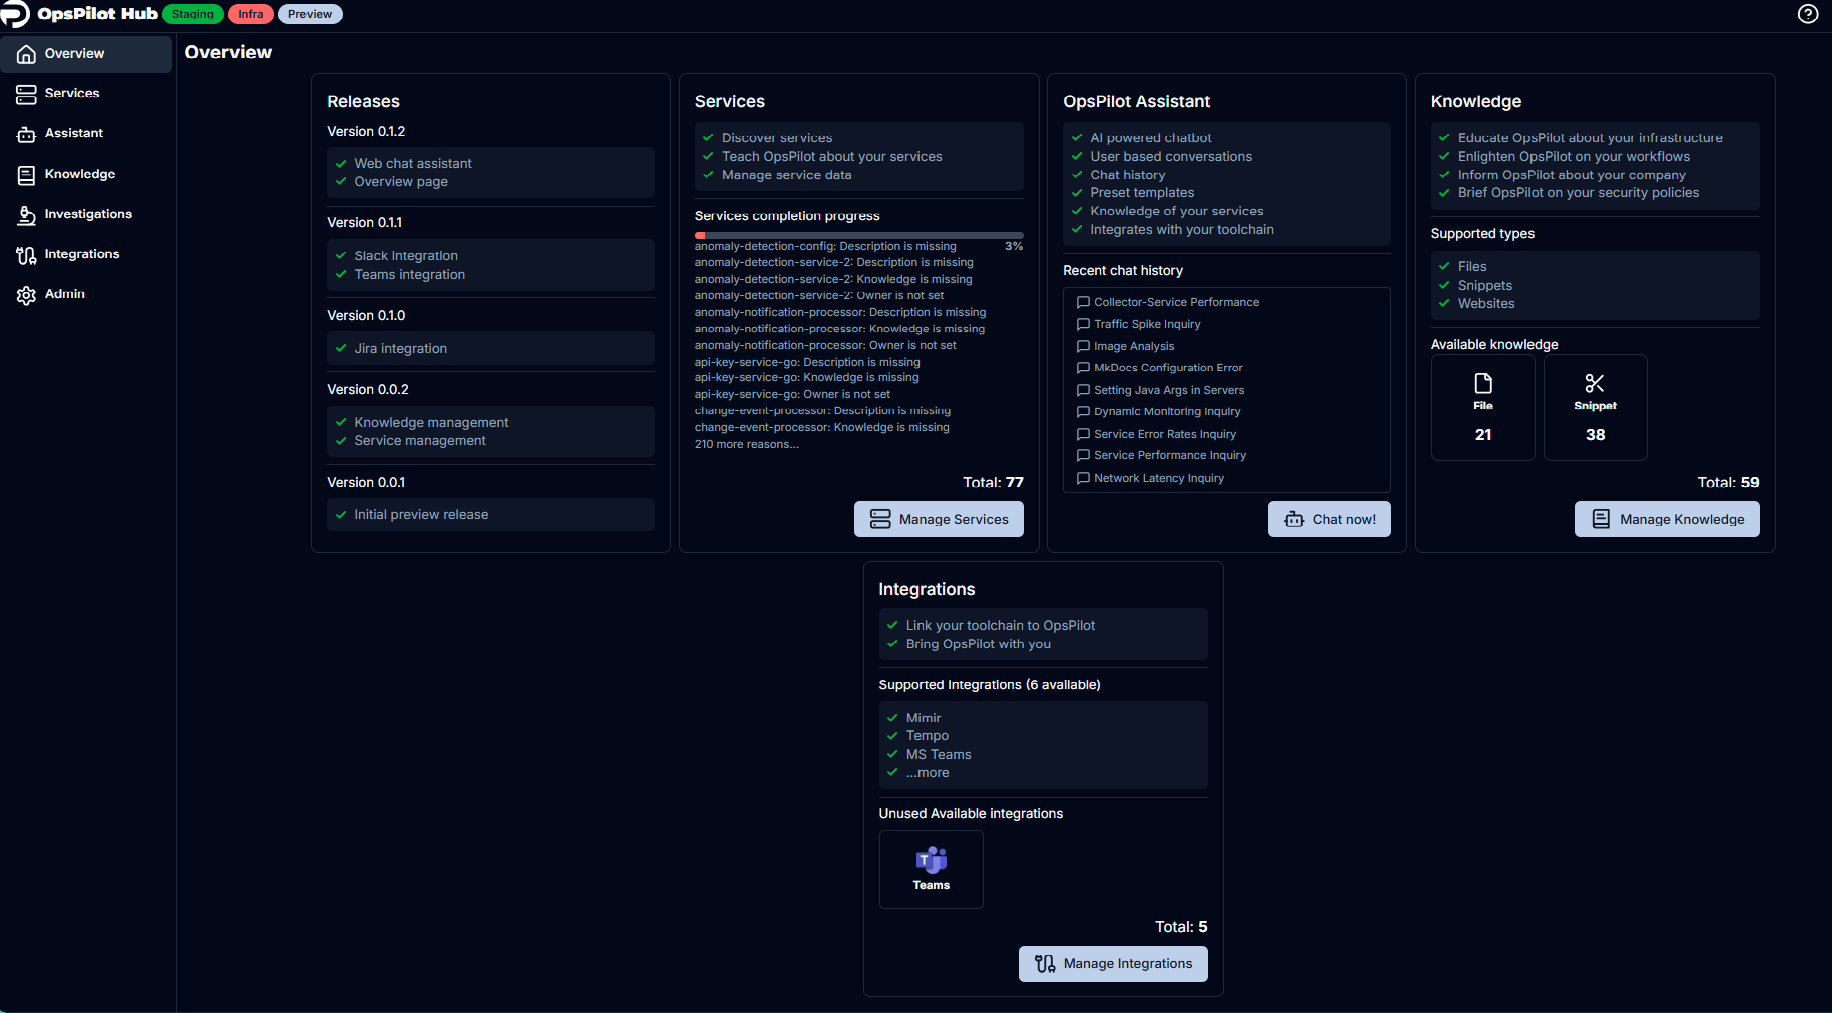 OpsPilot Hub Staging Infra Preview
Overview
Services
Assistant
Knowledge
Investigations
Integrations
Admin
Overview
Releases
Version 0.1.2
Web chat assistant
Overview page
Version 0.1.1
Slack Integration
Teams integration
Version 0.1.0
Jira integration
Version 0.0.2
Knowledge management
Service management
Version 0.0.1
Initial preview release
Services
Discover services
Teach OpsPilot about your services
Manage service data
Services completion progress
3%
anomaly-detection-config: Description is missing
anomaly-detection-service-2: Description is missing
anomaly-detection-service-2: Knowledge is missing
anomaly-detection-service-2: Owner is not set
anomaly-notification-processor: Description is missing
anomaly-notification-processor: Knowledge is missing
anomaly-notification-processor: Owner is not set
api-key-service-go: Description is missing
api-key-service-go: Knowledge is missing
api-key-service-go: Owner is not set
change-event-processor: Description is missing
change-event-processor: Knowledge is missing
210 more reasons...
Total: 77
Manage Services
OpsPilot Assistant
AI powered chatbot
User based conversations
Chat history
Preset templates
Knowledge of your services
Integrates with your toolchain
Recent chat history
Collector-Service Performance
Traffic Spike Inquiry
Image Analysis
MkDocs Configuration Error
Setting Java Args in Servers
Dynamic Monitoring Inquiry
Service Error Rates Inquiry
Service Performance Inquiry
Network Latency Inquiry
Chat now!
Knowledge
Educate OpsPilot about your infrastructure
Enlighten OpsPilot on your workflows
Inform OpsPilot about your company
Brief OpsPilot on your security policies
Supported types
Files
Snippets
Websites
Available knowledge
File
21
Snippet
38
Total: 59
Manage Knowledge
Integrations
Link your toolchain to OpsPilot
Bring OpsPilot with you
Supported Integrations (6 available)
Mimir
Tempo
MS Teams
...more
Unused Available integrations
T
Teams
Total: 5
Manage Integrations